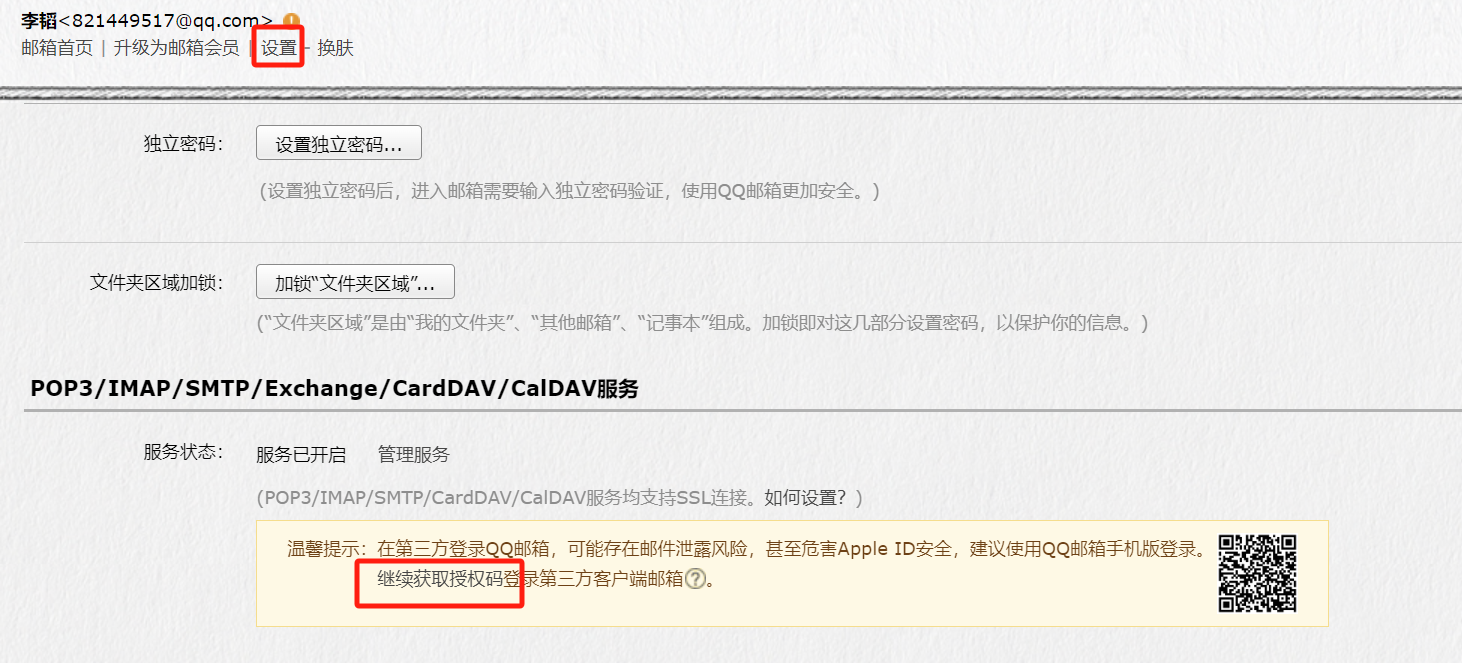 李韬<821449517@qq.com>
邮箱首页 | 升级为邮箱会员 | 设置 - 换肤
独立密码： 设置独立密码...
(设置独立密码后，进入邮箱需要输入独立密码验证，使用QQ邮箱更加安全。)
文件夹区域加锁： 加锁“文件夹区域”...
(“文件夹区域”是由“我的文件夹”、“其他邮箱”、“记事本”组成。加锁即对这几部分设置密码，以保护你的信息。)
POP3/IMAP/SMTP/Exchange/CardDAV/CalDAV服务
服务状态： 服务已开启 管理服务
(POP3/IMAP/SMTP/CardDAV/CalDAV服务均支持SSL连接。如何设置？)
温馨提示：在第三方登录QQ邮箱，可能存在邮件泄露风险，甚至危害Apple ID安全，建议使用QQ邮箱手机版登录。
继续获取授权码登录第三方客户端邮箱?。